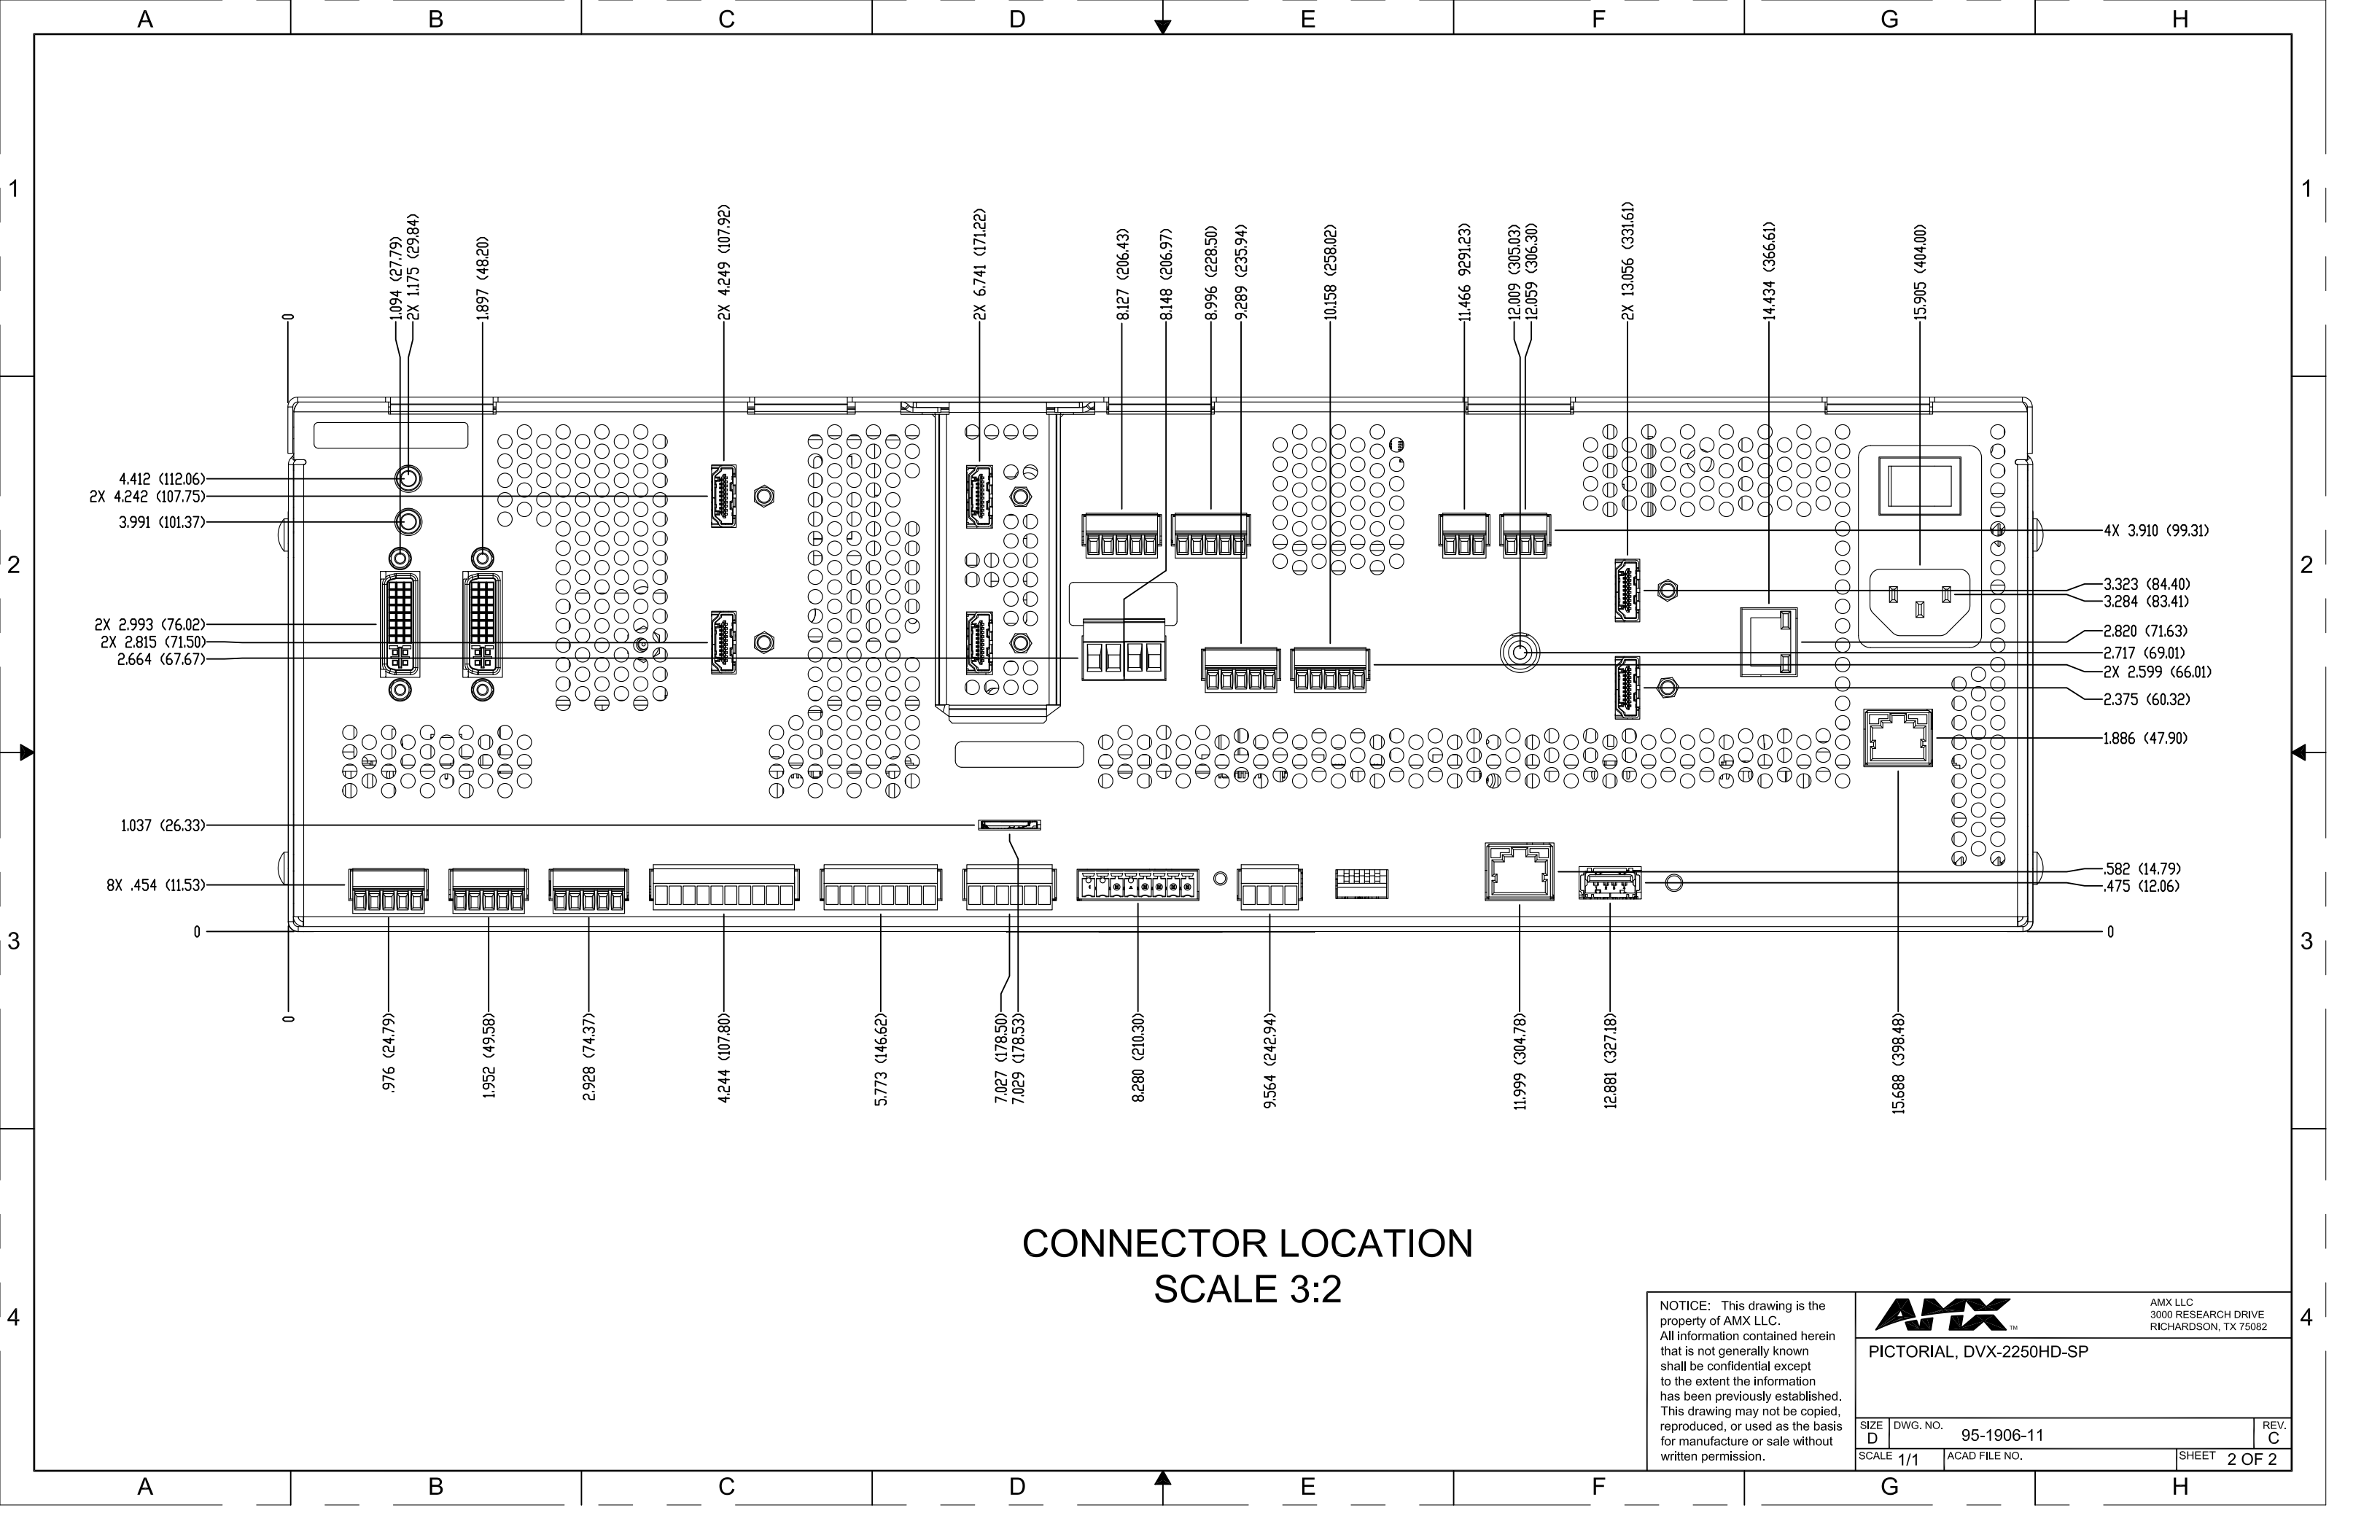 A B C D E F G H
1
1
1.094 (27.79)
2X 1.175 (29.84)
1.897 (48.20)
2X 4.249 (107.92)
2X 6.741 (171.22)
8.127 (206.43)
8.148 (206.97)
8.996 (228.50)
9.289 (235.94)
10.158 (258.02)
11.466 9291.23)
12.009 (305.03)
12.059 (306.30)
2X 13.056 (331.61)
14.434 (366.61)
15.905 (404.00)
0
4.412 (112.06)
2X 4.242 (107.75)
3.991 (101.37)
4X 3.910 (99.31)
2
2
3.323 (84.40)
3.284 (83.41)
2X 2.993 (76.02)
2X 2.815 (71.50)
2.664 (67.67)
2.820 (71.63)
2.717 (69.01)
2X 2.599 (66.01)
2.375 (60.32)
1.886 (47.90)
1.037 (26.33)
8X .454 (11.53)
.582 (14.79)
.475 (12.06)
0
0
3
3
0
.976 (24.79)
1.952 (49.58)
2.928 (74.37)
4.244 (107.80)
5.773 (146.62)
7.027 (178.50)
7.029 (178.53)
8.280 (210.30)
9.564 (242.94)
11.999 (304.78)
12.881 (327.18)
15.688 (398.48)
CONNECTOR LOCATION
SCALE 3:2
4
4
NOTICE: This drawing is the
property of AMX LLC.
All information contained herein
that is not generally known
shall be confidential except
to the extent the information
has been previously established.
This drawing may not be copied,
reproduced, or used as the basis
for manufacture or sale without
written permission.
AMX TM
AMX LLC
3000 RESEARCH DRIVE
RICHARDSON, TX 75082
PICTORIAL, DVX-2250HD-SP
SIZE D
DWG. NO. 95-1906-11
REV. C
SCALE 1/1
ACAD FILE NO.
SHEET 2 OF 2
A B C D E F G H